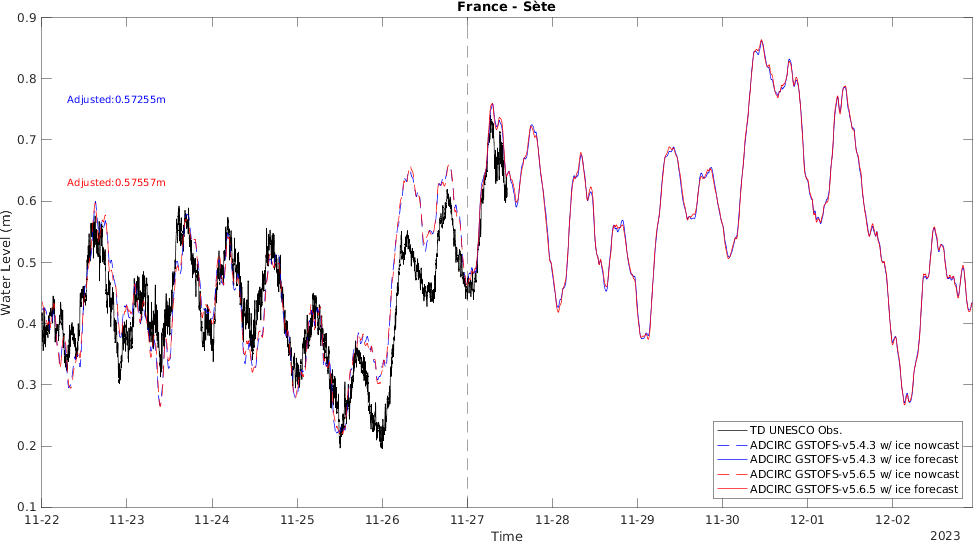 France - Sète
0.9
0.8
0.7
0.6
0.5
0.4
0.3
0.2
0.1
Water Level (m)
Adjusted:0.57255m
Adjusted:0.57557m
TD UNESCO Obs.
ADCIRC GSTOFS-v5.4.3 w/ ice nowcast
ADCIRC GSTOFS-v5.4.3 w/ ice forecast
ADCIRC GSTOFS-v5.6.5 w/ ice nowcast
ADCIRC GSTOFS-v5.6.5 w/ ice forecast
11-22 11-23 11-24 11-25 11-26 11-27 11-28 11-29 11-30 12-01 12-02
Time
2023